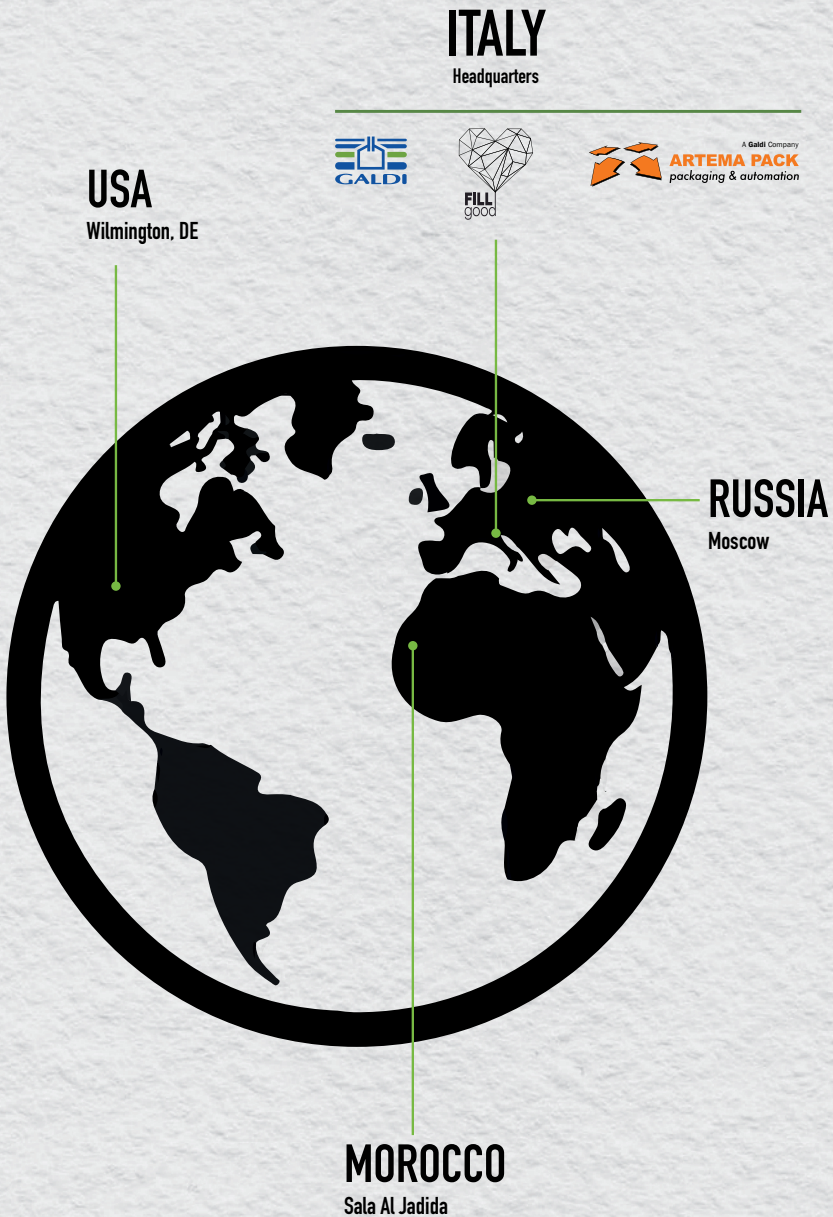 ITALY
Headquarters
GALDI
FILL
good
A Galdi Company
ARTEMA PACK
packaging & automation
USA
Wilmington, DE
RUSSIA
Moscow
MOROCCO
Sala Al Jadida